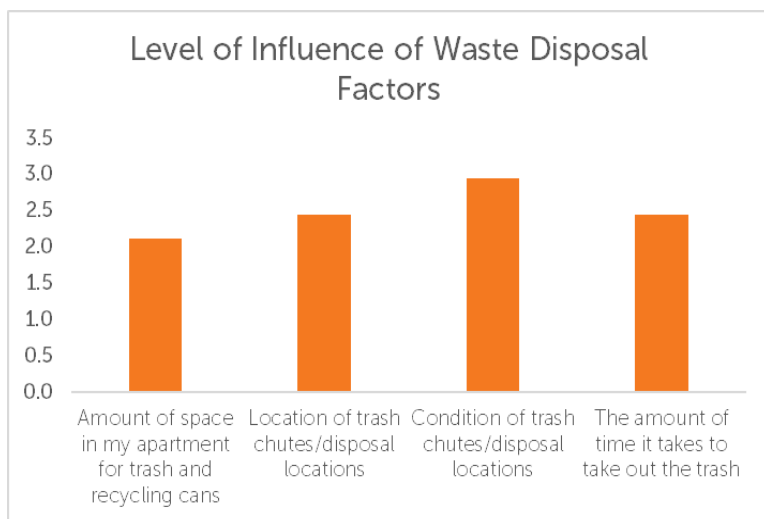 Level of Influence of Waste Disposal
Factors
3.5
3.0
2.5
2.0
1.5
1.0
0.5
0.0
Amount of space
in my apartment
for trash and
recycling cans
Location of trash
chutes/disposal
locations
Condition of trash
chutes/disposal
locations
The amount of
time it takes to
take out the trash